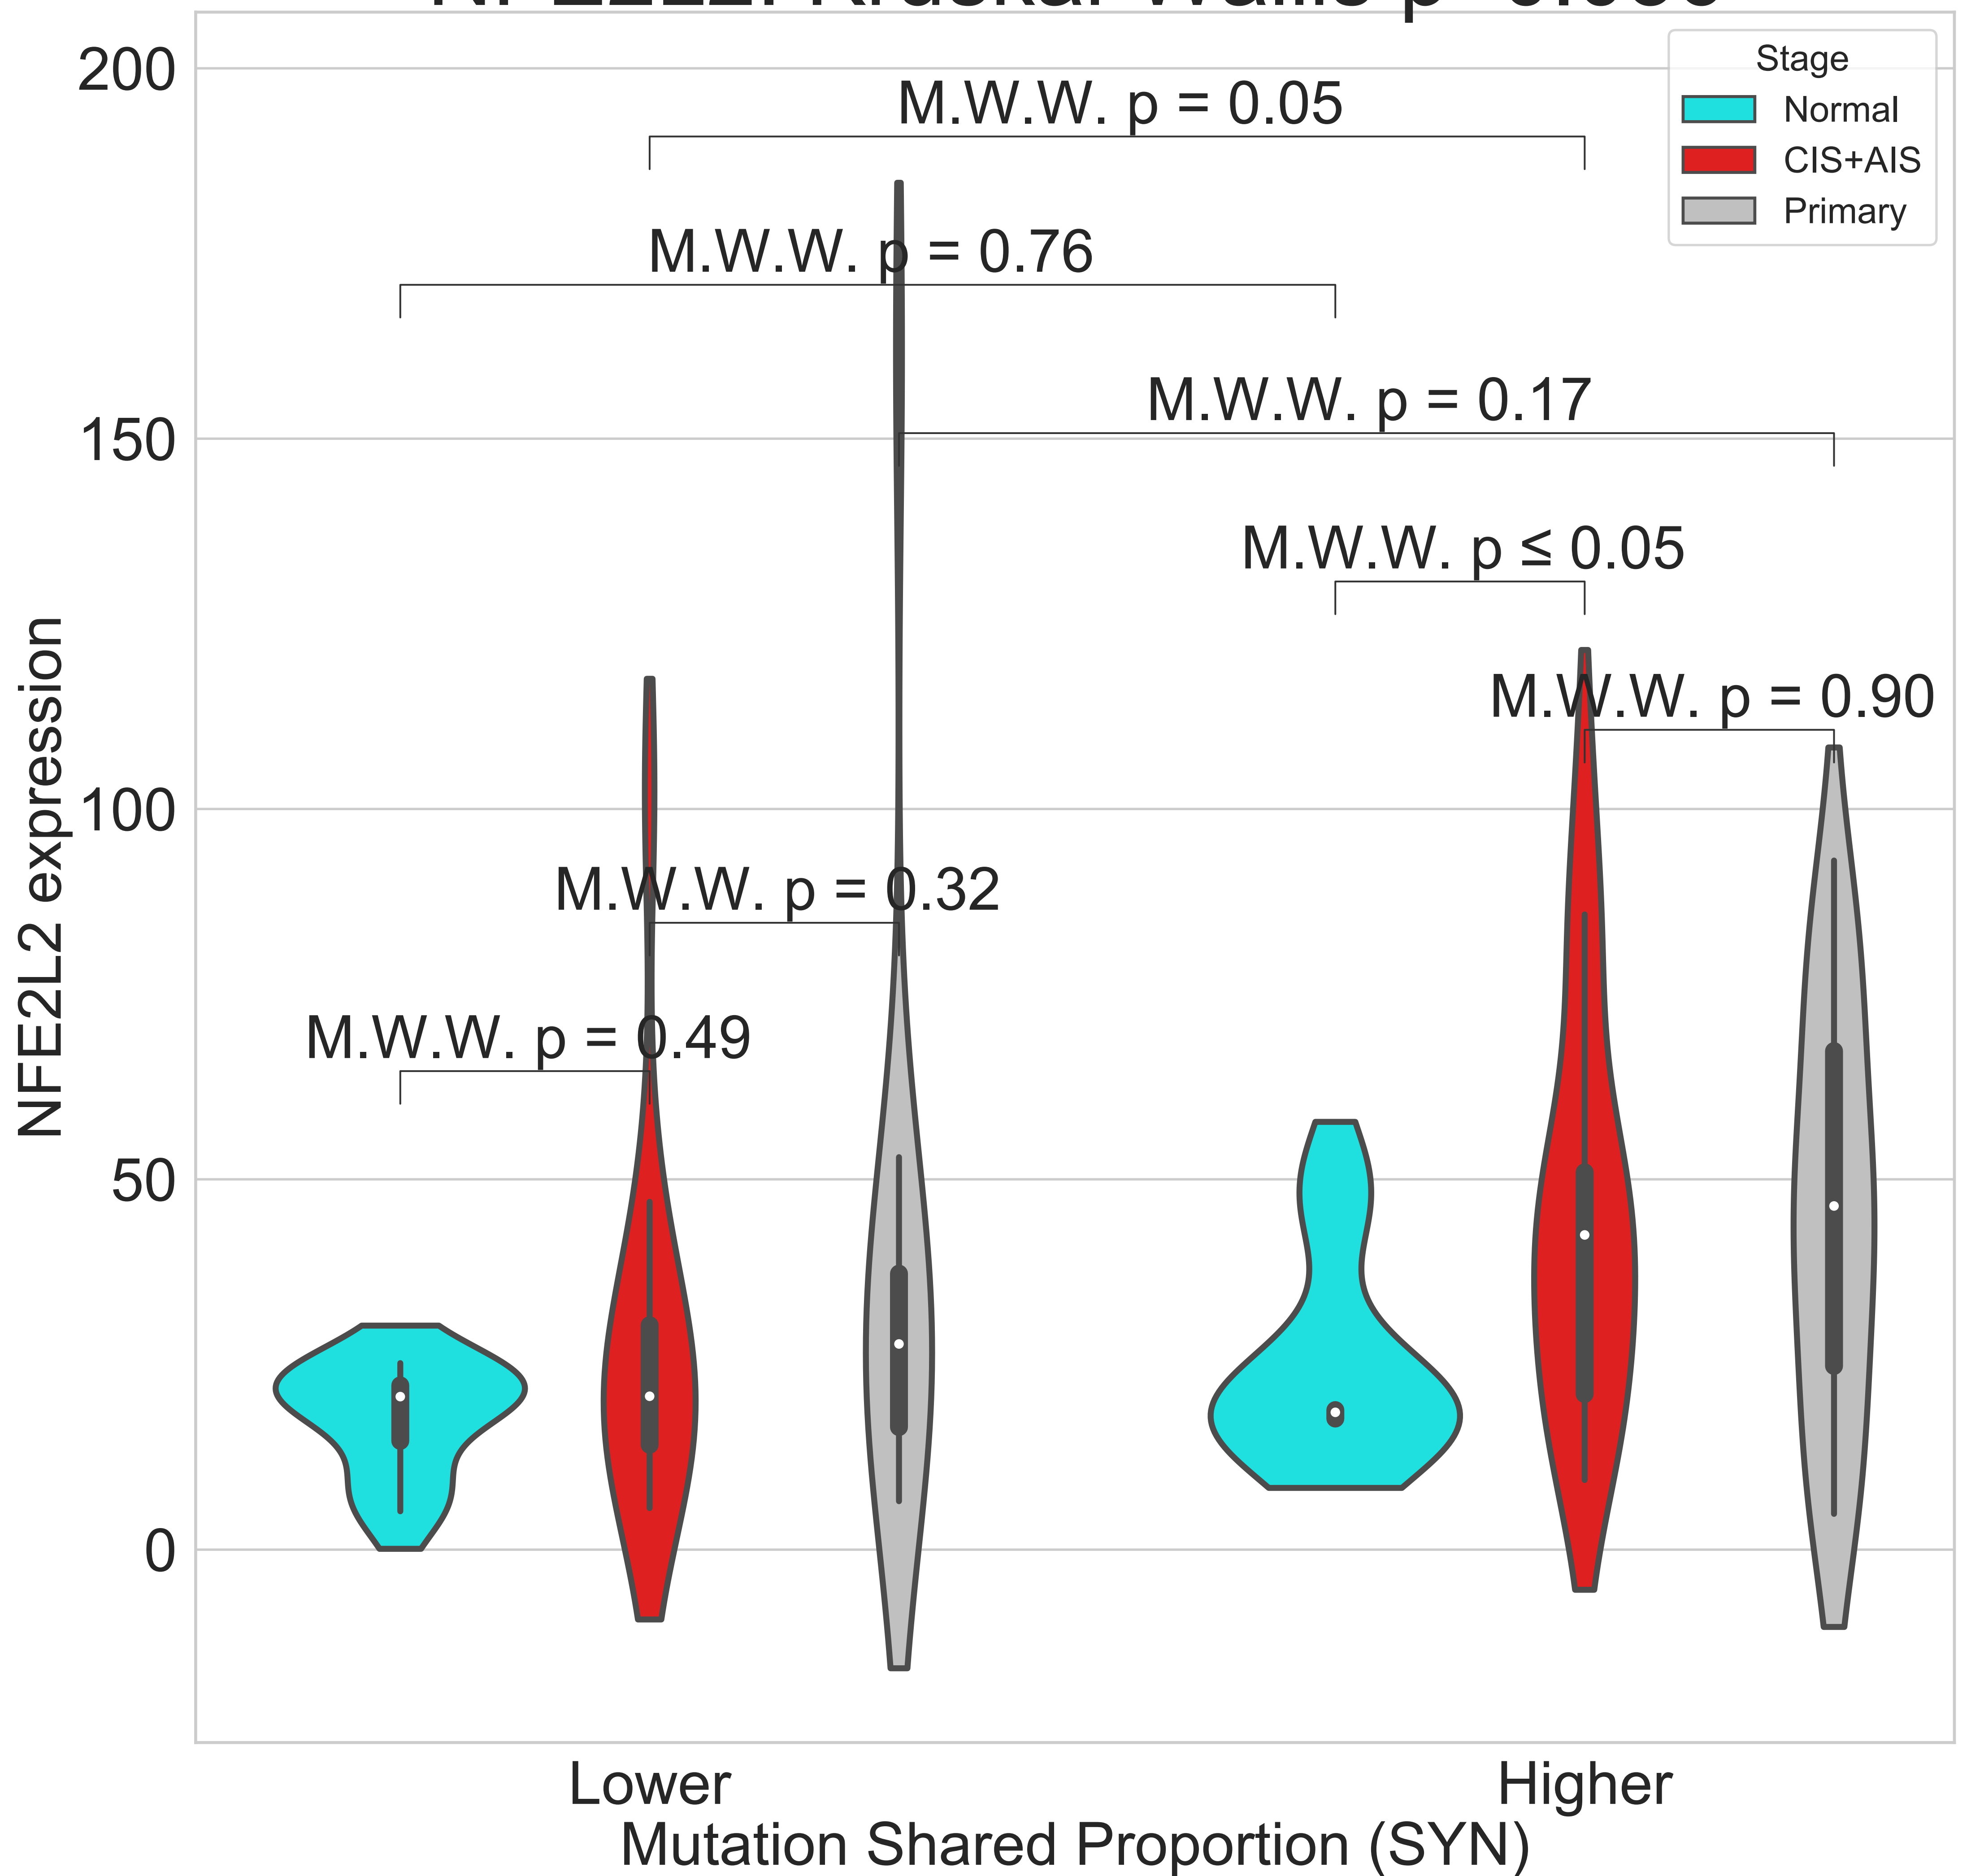 200
150
100
50
0
NFE2L2 expression
Stage
Normal
CIS+AIS
Primary
M.W.W. p = 0.05
M.W.W. p = 0.76
M.W.W. p = 0.17
M.W.W. p ≤ 0.05
M.W.W. p = 0.90
M.W.W. p = 0.32
M.W.W. p = 0.49
Lower
Higher
Mutation Shared Proportion (SYN)